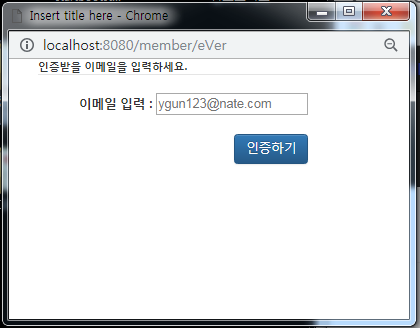 Insert title here - Chrome
localhost:8080/member/eVer
인증받을 이메일을 입력하세요.
이메일 입력 : ygun123@nate.com
인증하기